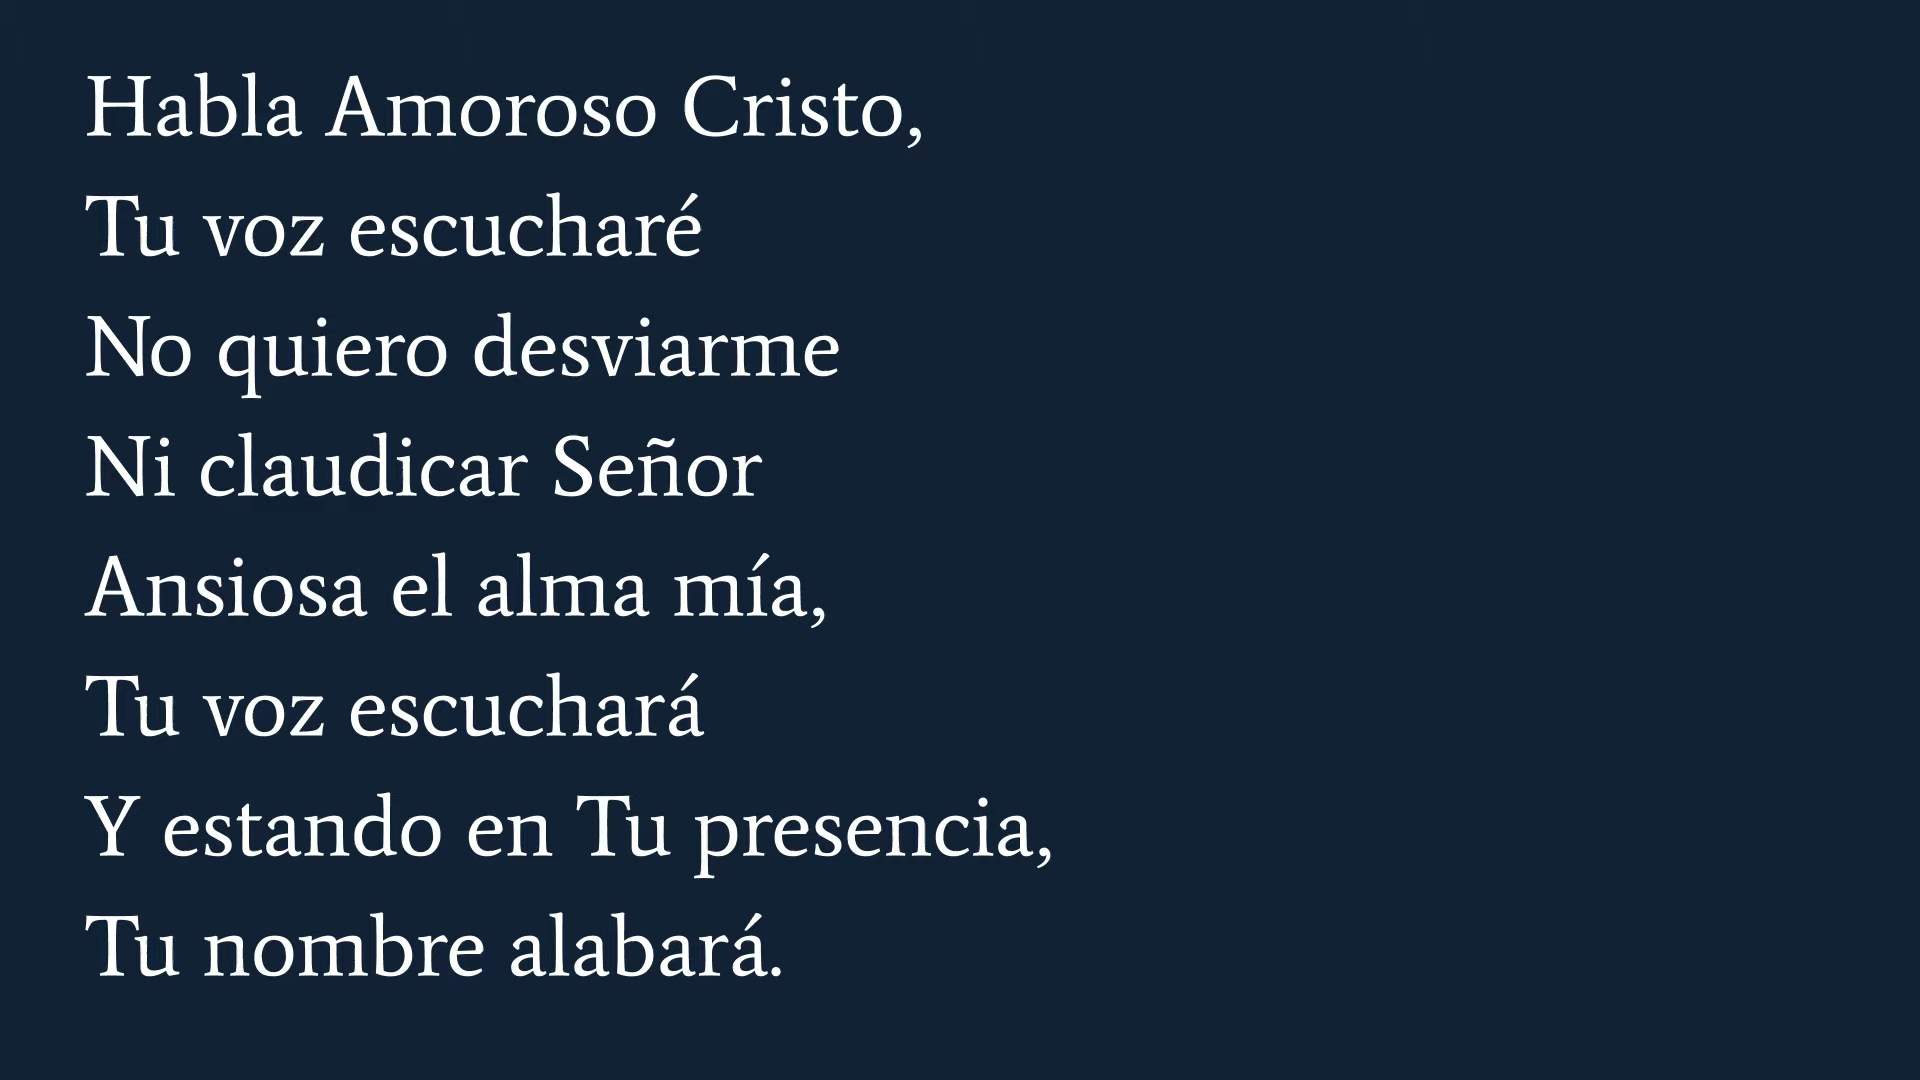 Habla Amoroso Cristo,
Tu voz escucharé
No quiero desviarme
Ni claudicar Señor
Ansiosa el alma mía,
Tu voz escuchará
Y estando en Tu presencia,
Tu nombre alabará.